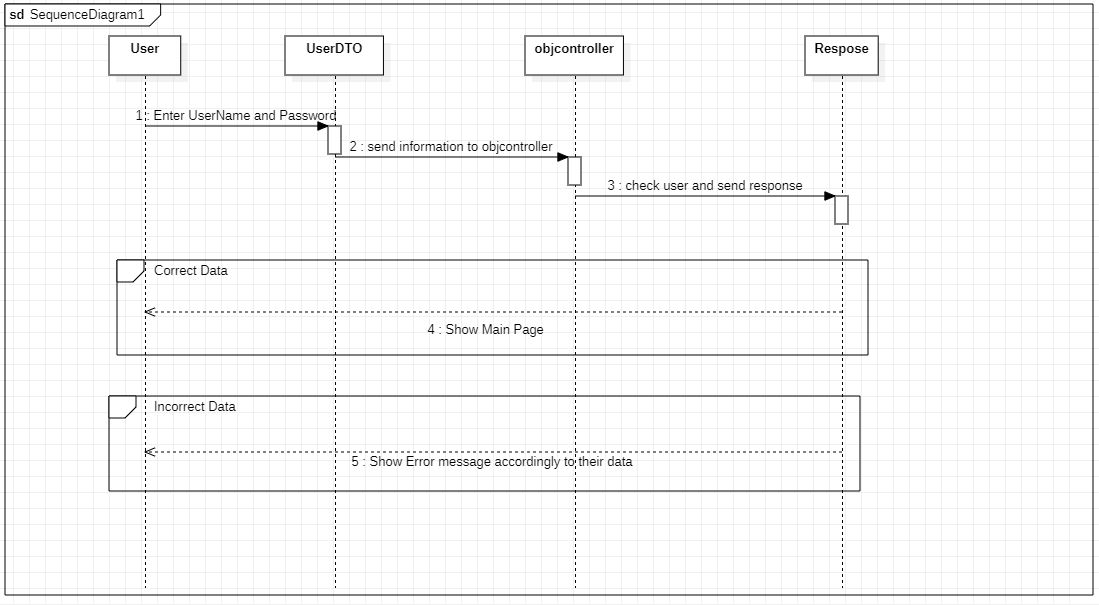 sd SequenceDiagram1
User
UserDTO
objcontroller
Respose
1 : Enter UserName and Password
2 : send information to objcontroller
3 : check user and send response
Correct Data
4 : Show Main Page
Incorrect Data
5 : Show Error message accordingly to their data